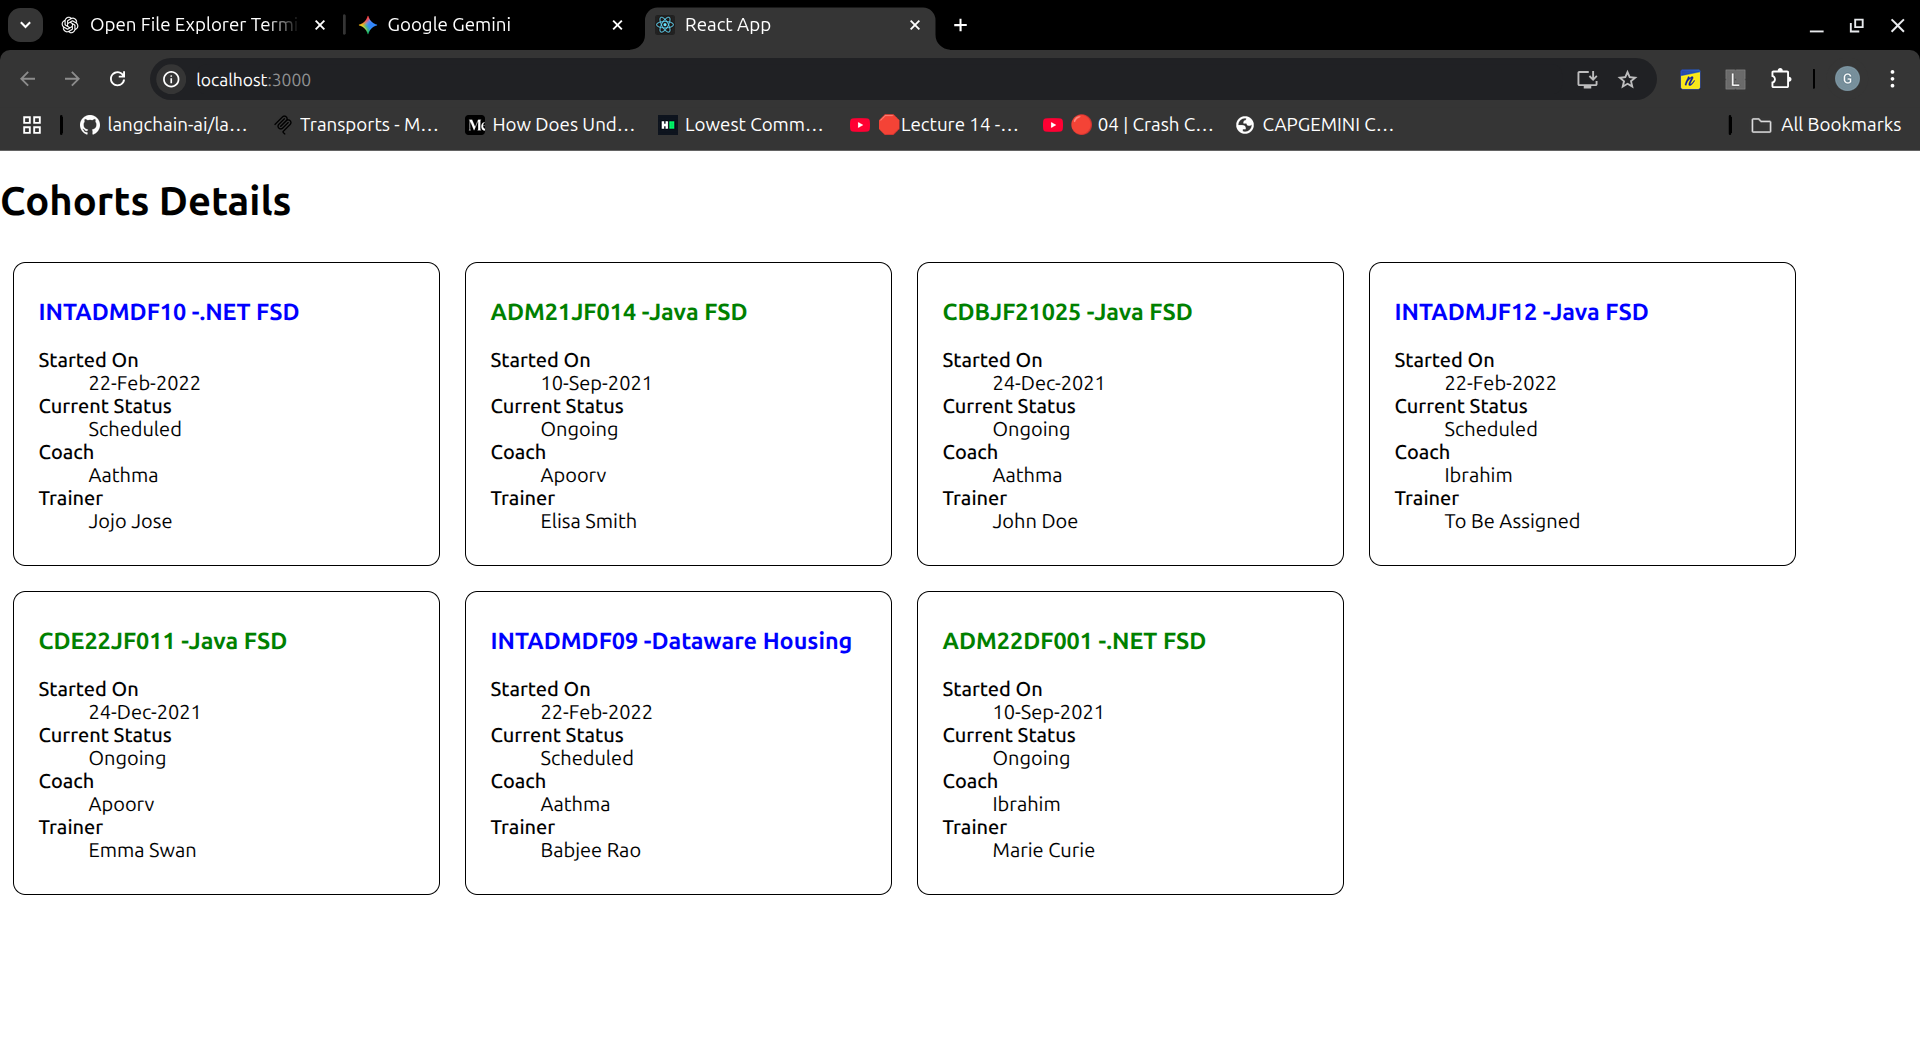 Open File Explorer Termi
Google Gemini
React App
localhost:3000
G
L
langchain-ai/la...
Transports - M...
How Does Und...
Lowest Comm...
Lecture 14 -...
04 | Crash C...
CAPGEMINI C...
All Bookmarks
Cohorts Details
INTADMDF10 -.NET FSD
Started On
22-Feb-2022
Current Status
Scheduled
Coach
Aathma
Trainer
Jojo Jose
ADM21JF014 -Java FSD
Started On
10-Sep-2021
Current Status
Ongoing
Coach
Apoorv
Trainer
Elisa Smith
CDBJF21025 -Java FSD
Started On
24-Dec-2021
Current Status
Ongoing
Coach
Aathma
Trainer
John Doe
INTADMJF12 -Java FSD
Started On
22-Feb-2022
Current Status
Scheduled
Coach
Ibrahim
Trainer
To Be Assigned
CDE22JF011 -Java FSD
Started On
24-Dec-2021
Current Status
Ongoing
Coach
Apoorv
Trainer
Emma Swan
INTADMDF09 -Dataware Housing
Started On
22-Feb-2022
Current Status
Scheduled
Coach
Aathma
Trainer
Babjee Rao
ADM22DF001 -.NET FSD
Started On
10-Sep-2021
Current Status
Ongoing
Coach
Ibrahim
Trainer
Marie Curie